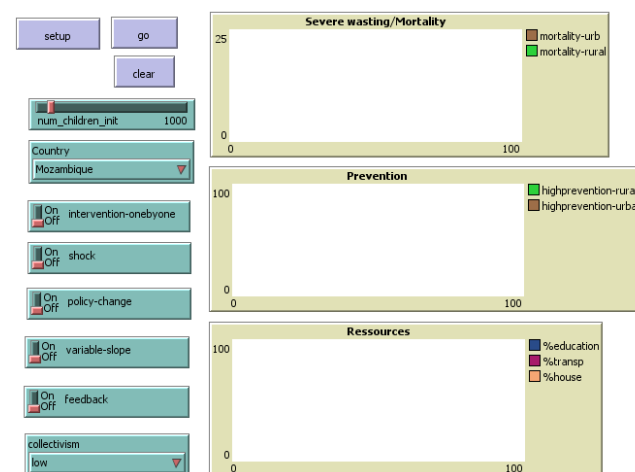 setup
go
clear
num_children_init 1000
Country
Mozambique
On
Off
intervention-onebyone
On
Off
shock
On
Off
policy-change
On
Off
variable-slope
On
Off
feedback
collectivism
low
Severe wasting/Mortality
25
0
0
100
mortality-urb
mortality-rural
Prevention
100
0
0
100
highprevention-rura
highprevention-urba
Ressources
100
0
0
100
%education
%transp
%house